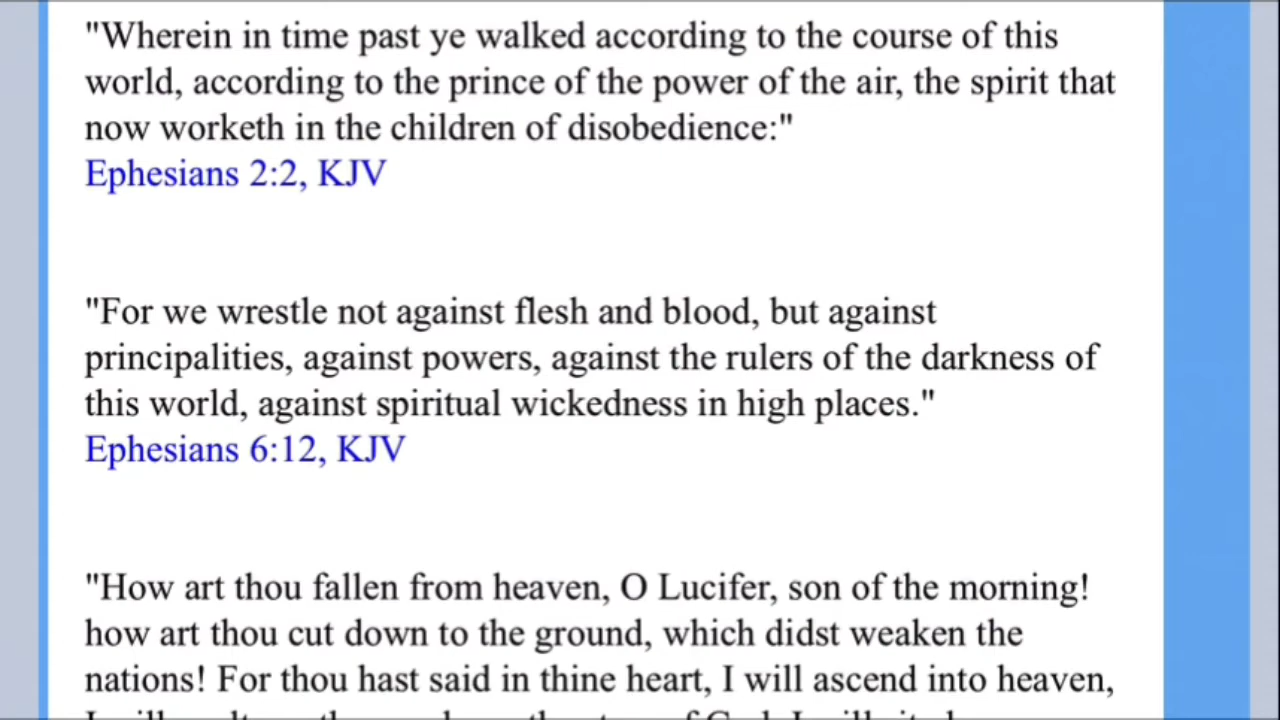 "Wherein in time past ye walked according to the course of this
world, according to the prince of the power of the air, the spirit that
now worketh in the children of disobedience:"
Ephesians 2:2, KJV
"For we wrestle not against flesh and blood, but against
principalities, against powers, against the rulers of the darkness of
this world, against spiritual wickedness in high places."
Ephesians 6:12, KJV
"How art thou fallen from heaven, O Lucifer, son of the morning!
how art thou cut down to the ground, which didst weaken the
nations! For thou hast said in thine heart, I will ascend into heaven,